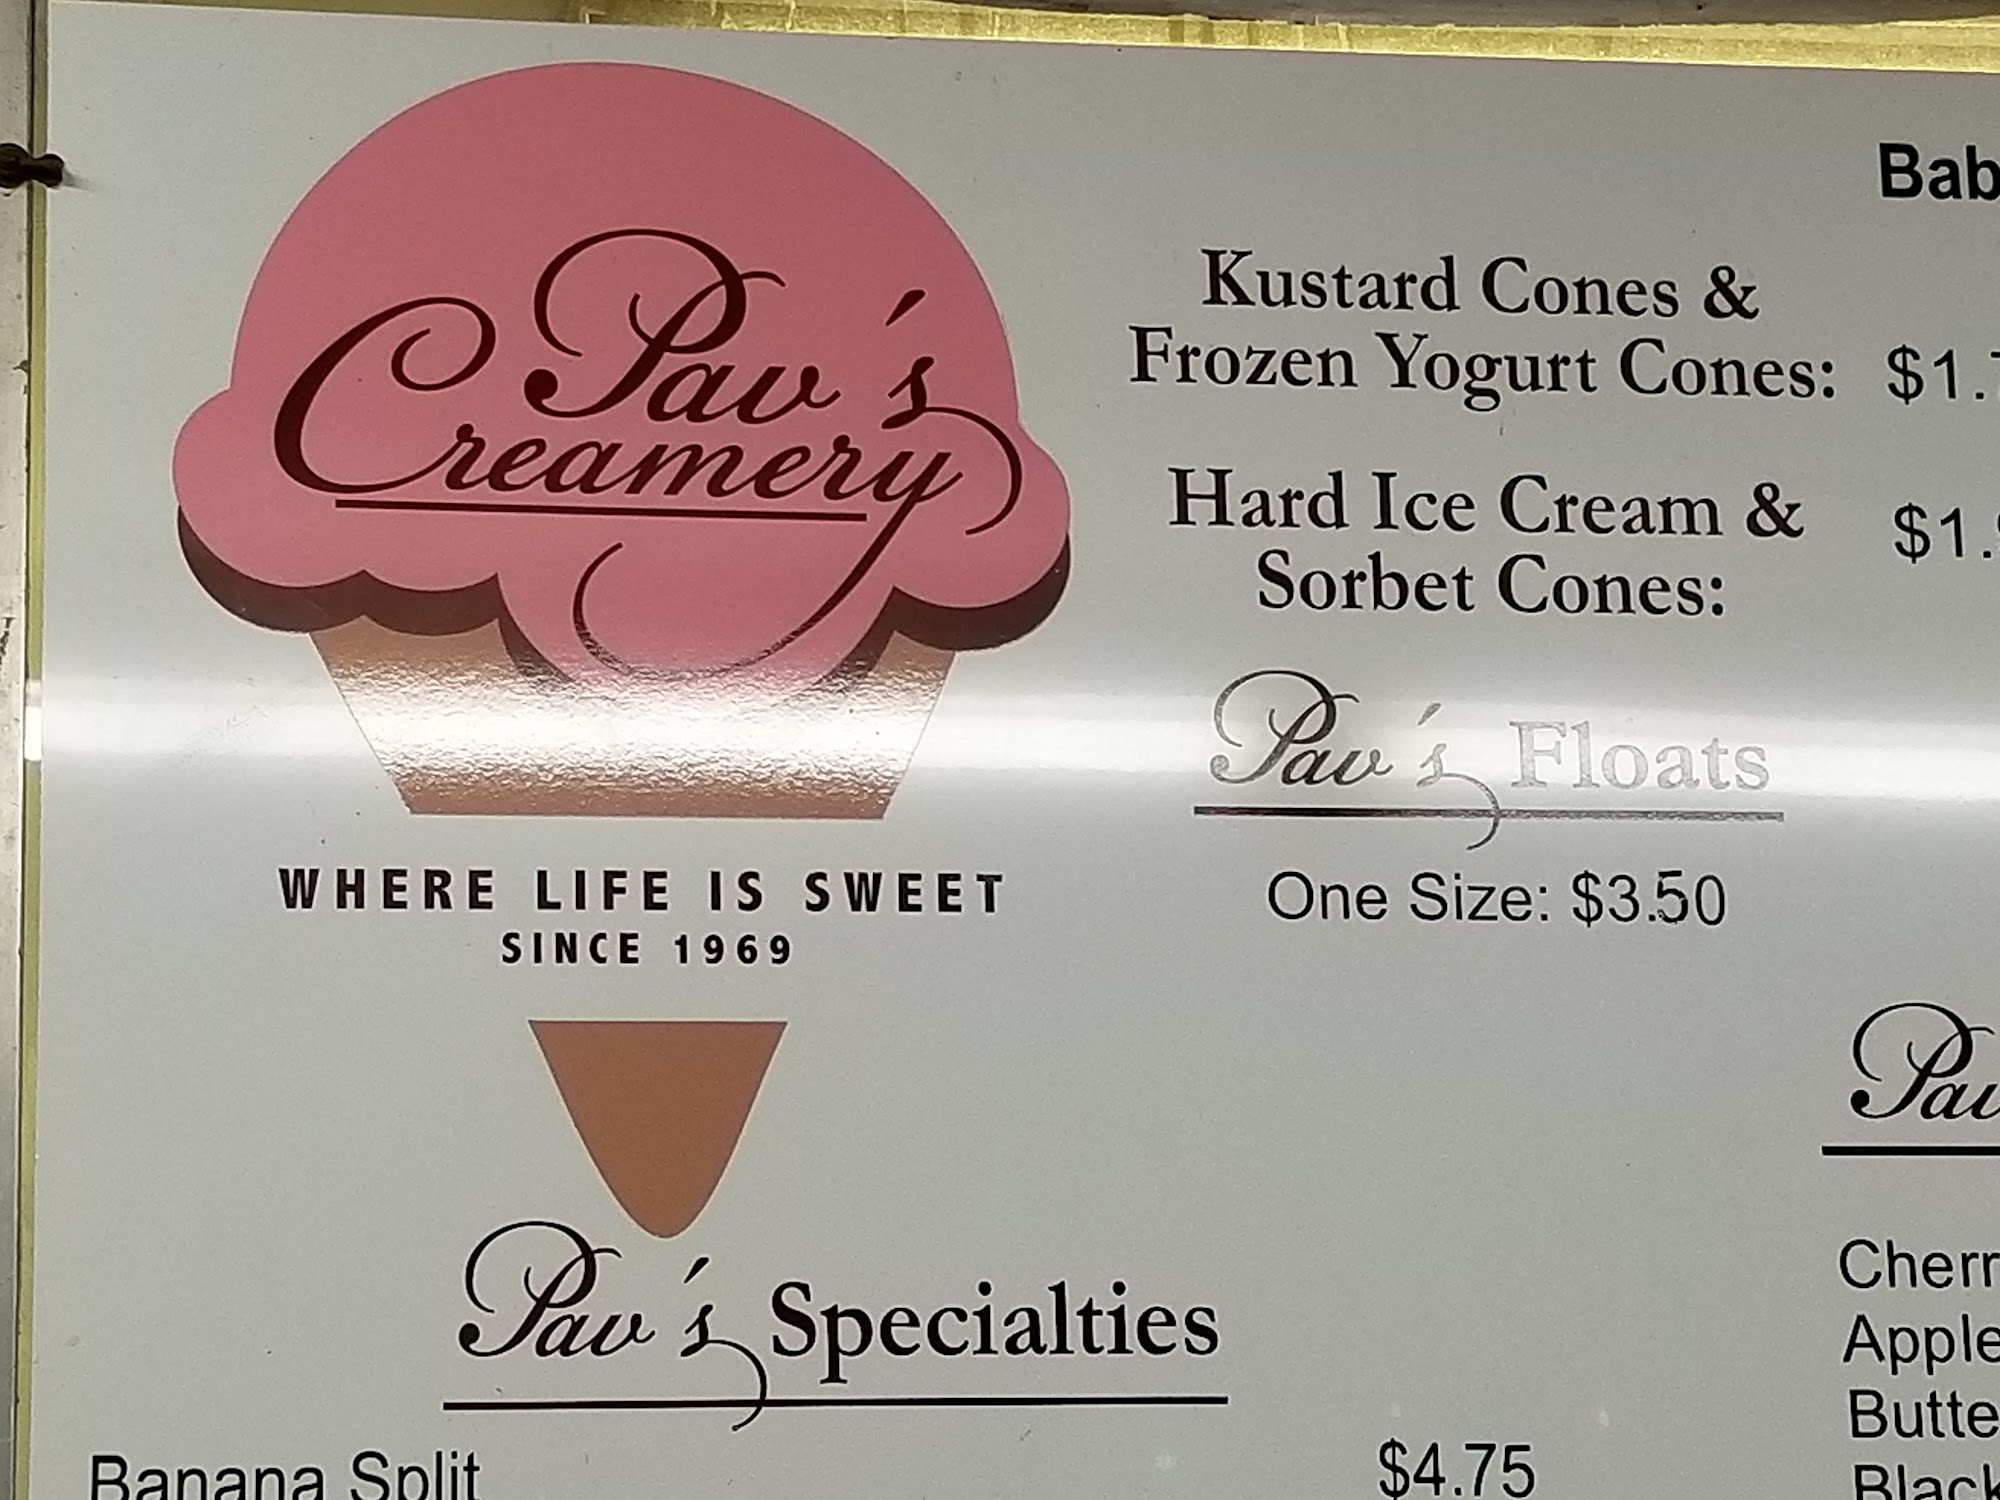 Pav's
Creamery
WHERE LIFE IS SWEET
SINCE 1969
Kustard Cones &
Frozen Yogurt Cones:
Hard Ice Cream &
Sorbet Cones:
Pav's Floats
One Size: $3.50
Pav's Specialties
Banana Split $4.75